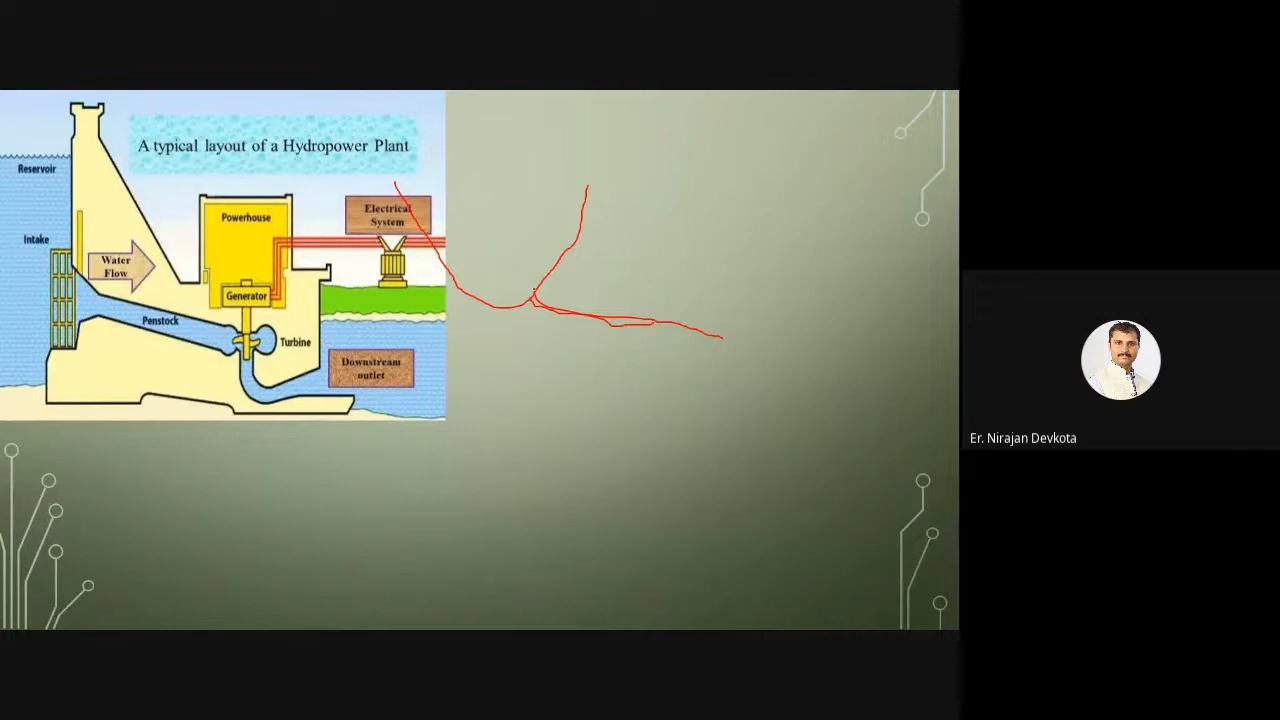 A typical layout of a Hydropower Plant
Reservoir
Powerhouse
Electrical
System
Intake
Water
Flow
Generator
Penstock
Turbine
Downstream
outlet
Er. Nirajan Devkota